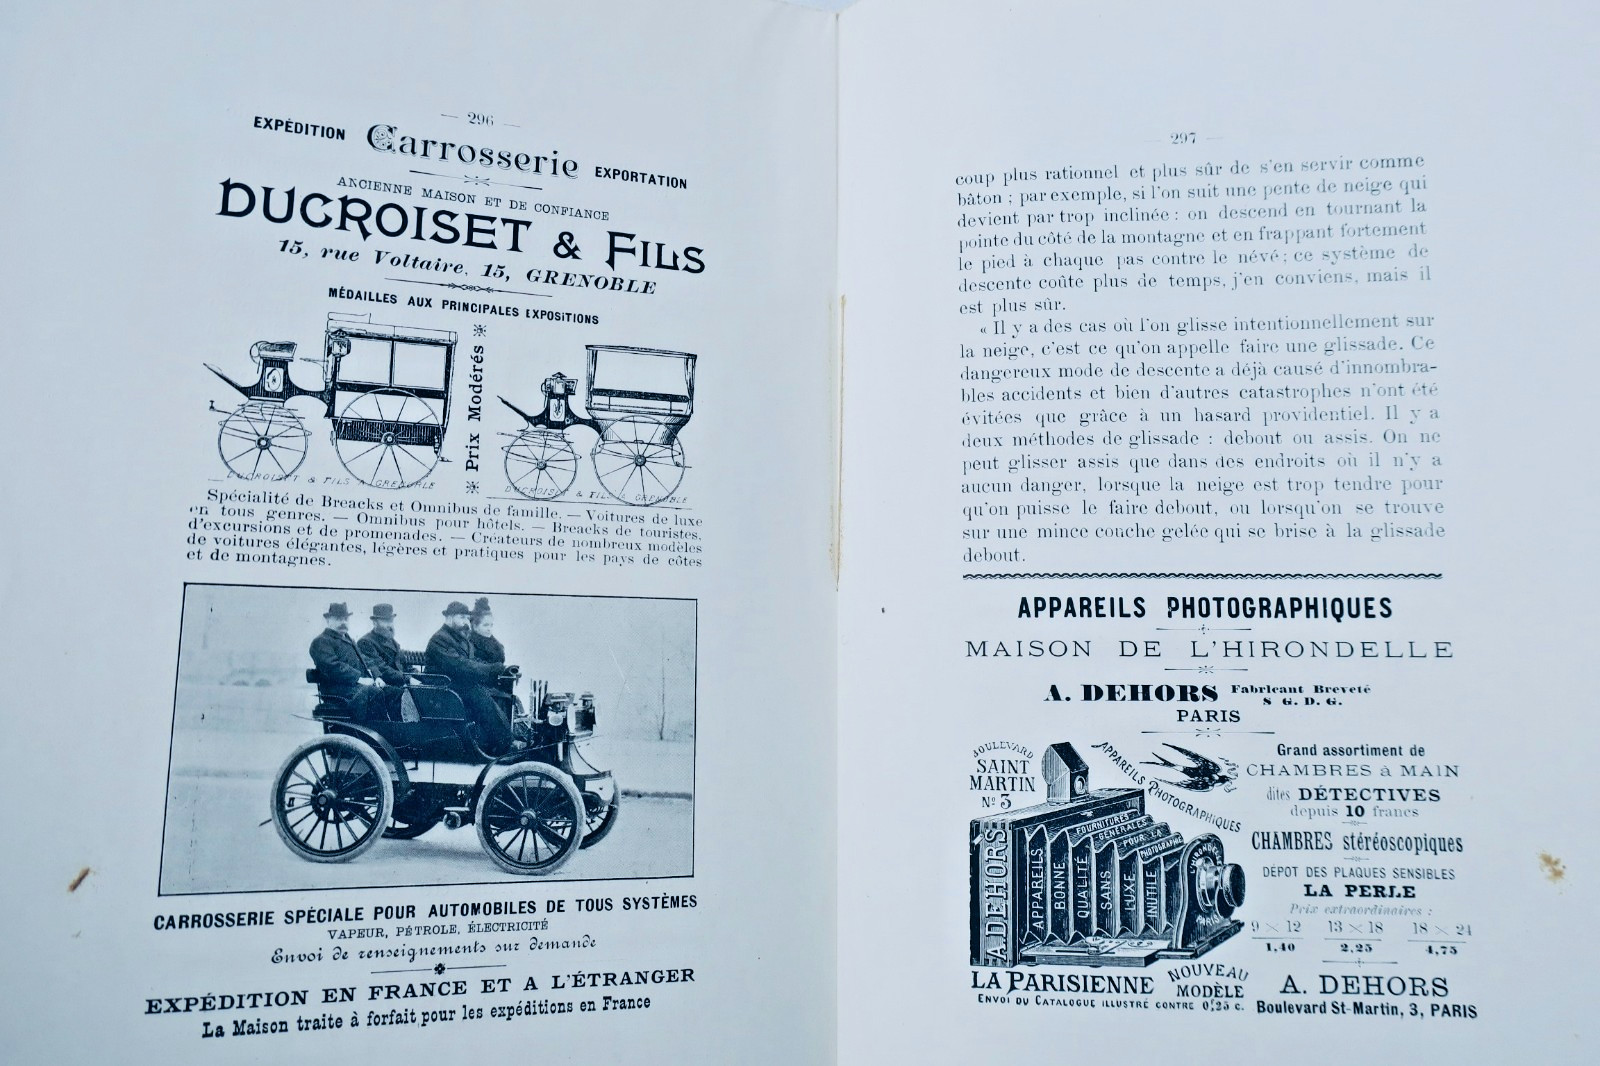 — 296 —
EXPÉDITION Carrosserie EXPORTATION
ANCIENNE MAISON ET DE CONFIANCE
DUCROISET & FILS
15, rue Voltaire, 15, GRENOBLE
MÉDAILLES AUX PRINCIPALES EXPOSITIONS
Prix Modérés
DUCROISET & FILS A GRENOBLE
DUCROISET & FILS A GRENOBLE
Spécialité de Breacks et Omnibus de famille. — Voitures de luxe
en tous genres. — Omnibus pour hôtels. — Breacks de touristes,
d'excursions et de promenades. — Créateurs de nombreux modèles
de voitures élégantes, légères et pratiques pour les pays de côtes
et de montagnes.
CARROSSERIE SPÉCIALE POUR AUTOMOBILES DE TOUS SYSTÈMES
VAPEUR, PÉTROLE, ÉLECTRICITÉ
Envoi de renseignements sur demande
EXPÉDITION EN FRANCE ET A L'ÉTRANGER
La Maison traite à forfait pour les expéditions en France
— 297 —
coup plus rationnel et plus sûr de s'en servir comme
bâton ; par exemple, si l'on suit une pente de neige qui
devient par trop inclinée : on descend en tournant la
pointe du côté de la montagne et en frappant fortement
le pied à chaque pas contre le névé ; ce système de
descente coûte plus de temps, j'en conviens, mais il
est plus sûr.
« Il y a des cas où l'on glisse intentionnellement sur
la neige, c'est ce qu'on appelle faire une glissade. Ce
dangereux mode de descente a déjà causé d'innombra-
bles accidents et bien d'autres catastrophes n'ont été
évitées que grâce à un hasard providentiel. Il y a
deux méthodes de glissade : debout ou assis. On ne
peut glisser assis que dans des endroits où il n'y a
aucun danger, lorsque la neige est trop tendre pour
qu'on puisse le faire debout, ou lorsqu'on se trouve
sur une mince couche gelée qui se brise à la glissade
debout.
APPAREILS PHOTOGRAPHIQUES
MAISON DE L'HIRONDELLE
A. DEHORS Fabricant Breveté
S G. D. G.
PARIS
BOULEVARD
SAINT
MARTIN
Nº 3
APPAREILS PHOTOGRAPHIQUES
A. DEHORS
FOURNITURES
GÉNÉRALES
POUR LA
PHOTOGRAPHIE
APPAREILS
BONNE
QUALITÉ
SANS
LUXE
INUTILE
L'HIRONDELLE
PARIS
LA PARISIENNE NOUVEAU
MODÈLE
ENVOI DU CATALOGUE ILLUSTRÉ CONTRE 0f,25 c.
Grand assortiment de
CHAMBRES à MAIN
dites DÉTECTIVES
depuis 10 francs
CHAMBRES stéréoscopiques
DÉPOT DES PLAQUES SENSIBLES
LA PERLE
Prix extraordinaires :
9 × 12 13 × 18 18 × 24
1,40 2,25 4,75
A. DEHORS
Boulevard St-Martin, 3, PARIS